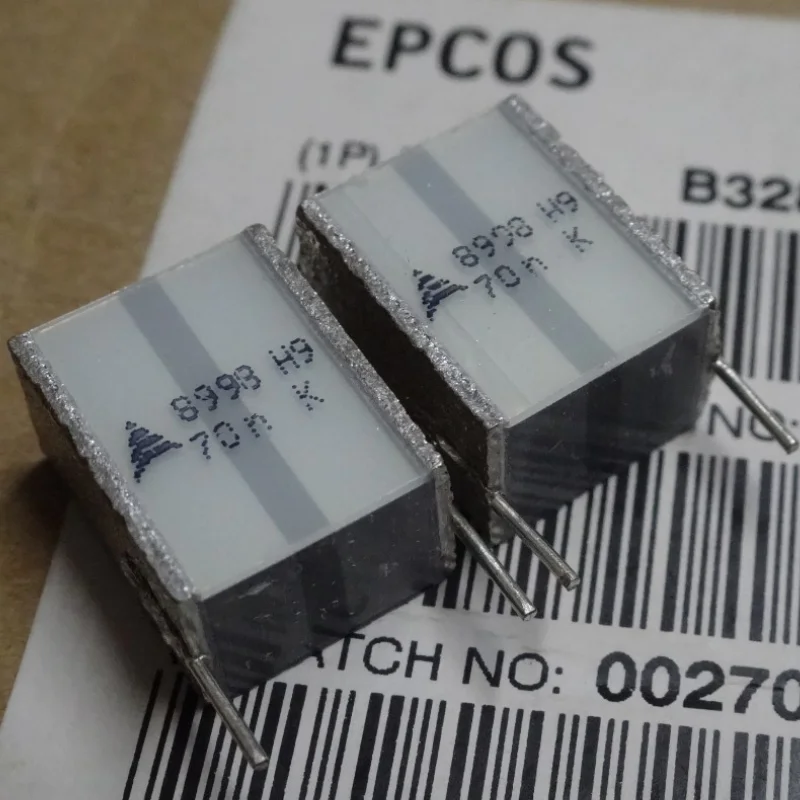 EPCOS
(1P)
B32
8998 H9
70n K
8998 H9
70n K
NO:
ATCH NO: 00270